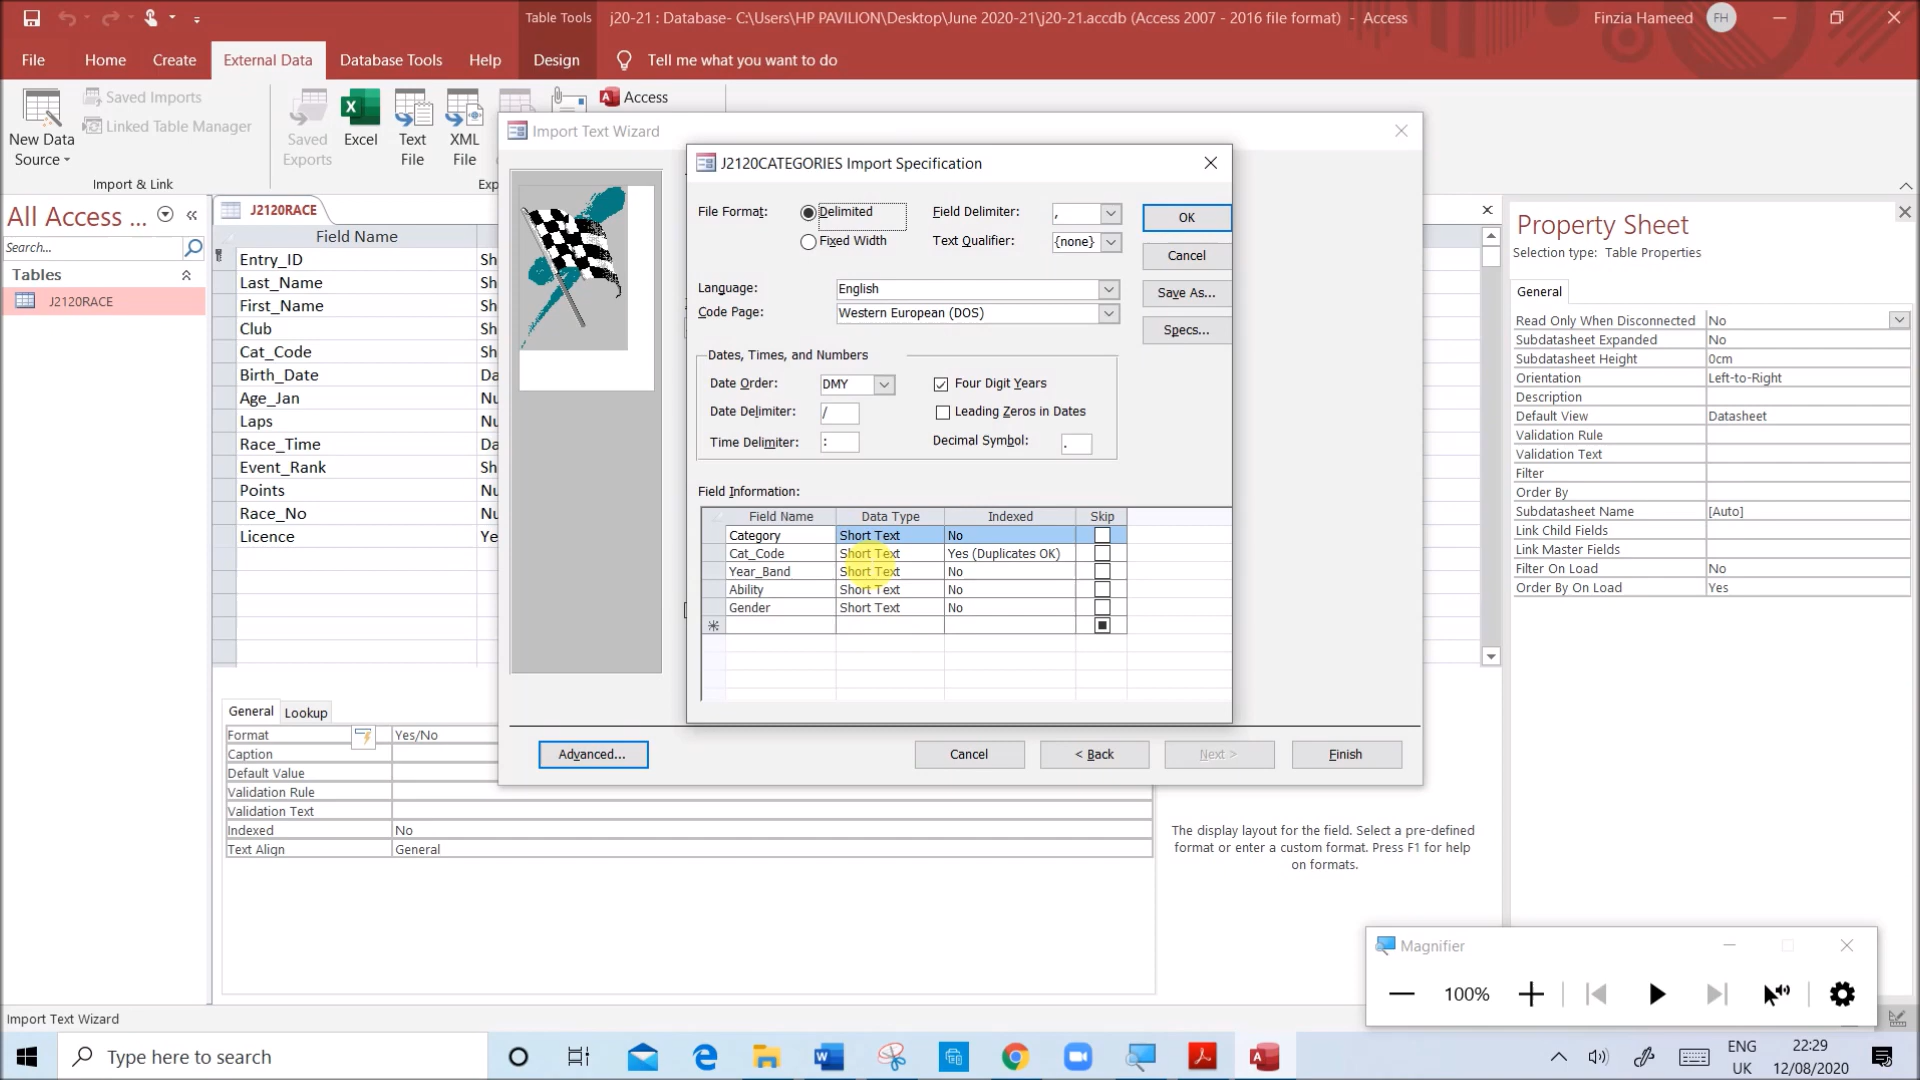 Table Tools
j20-21 : Database- C:\Users\HP PAVILION\Desktop\June 2020-21\j20-21.accdb (Access 2007 - 2016 file format) - Access
Finzia Hameed
FH
File
Home
Create
External Data
Database Tools
Help
Design
Tell me what you want to do
New Data
Source
Saved Imports
Linked Table Manager
Import & Link
Saved
Exports
Excel
Text
File
XML
File
Access
All Access ...
Search...
Tables
J2120RACE
J2120RACE
Field Name
Entry_ID Sh
Last_Name Sh
First_Name Sh
Club Sh
Cat_Code Sh
Birth_Date Da
Age_Jan Nu
Laps Nu
Race_Time Da
Event_Rank Sh
Points Nu
Race_No Nu
Licence Ye
General
Lookup
Format Yes/No
Caption
Default Value
Validation Rule
Validation Text
Indexed No
Text Align General
Import Text Wizard
J2120CATEGORIES Import Specification
File Format:
Delimited
Fixed Width
Field Delimiter: ,
Text Qualifier: {none}
OK
Cancel
Save As...
Specs...
Language: English
Code Page: Western European (DOS)
Dates, Times, and Numbers
Date Order: DMY
Four Digit Years
Date Delimiter: /
Leading Zeros in Dates
Time Delimiter: :
Decimal Symbol: .
Field Information:
Field Name Data Type Indexed Skip
Category Short Text No
Cat_Code Short Text Yes (Duplicates OK)
Year_Band Short Text No
Ability Short Text No
Gender Short Text No
Advanced...
Cancel
< Back
Next >
Finish
The display layout for the field. Select a pre-defined
format or enter a custom format. Press F1 for help
on formats.
Property Sheet
Selection type: Table Properties
General
Read Only When Disconnected No
Subdatasheet Expanded No
Subdatasheet Height 0cm
Orientation Left-to-Right
Description
Default View Datasheet
Validation Rule
Validation Text
Filter
Order By
Subdatasheet Name [Auto]
Link Child Fields
Link Master Fields
Filter On Load No
Order By On Load Yes
Magnifier
100%
Import Text Wizard
Type here to search
ENG
UK
22:29
12/08/2020